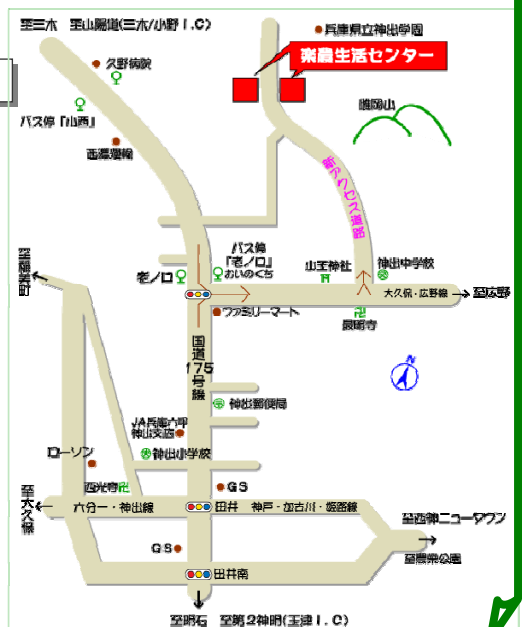 至三木　至山陽道(三木/小野I.C)
兵庫県立神出学園
楽農生活センター
久野病院
雌岡山
バス停「小西」
西濃運輸
新アクセス道路
バス停
「老ノ口」
おいのくち
老ノ口
山王神社
神出中学校
至稲美町
大久保・広野線
至広野
ファミリーマート
最明寺
国道
175
号線
N
神出郵便局
JA兵庫六甲
神出支店
神出小学校
ローソン
西光寺
GS
至大久保
六分一・神出線
田井　神戸・加古川・姫路線
至西神ニュータウン
至農業公園
GS
田井南
至明石　至第2神明(玉津I.C)